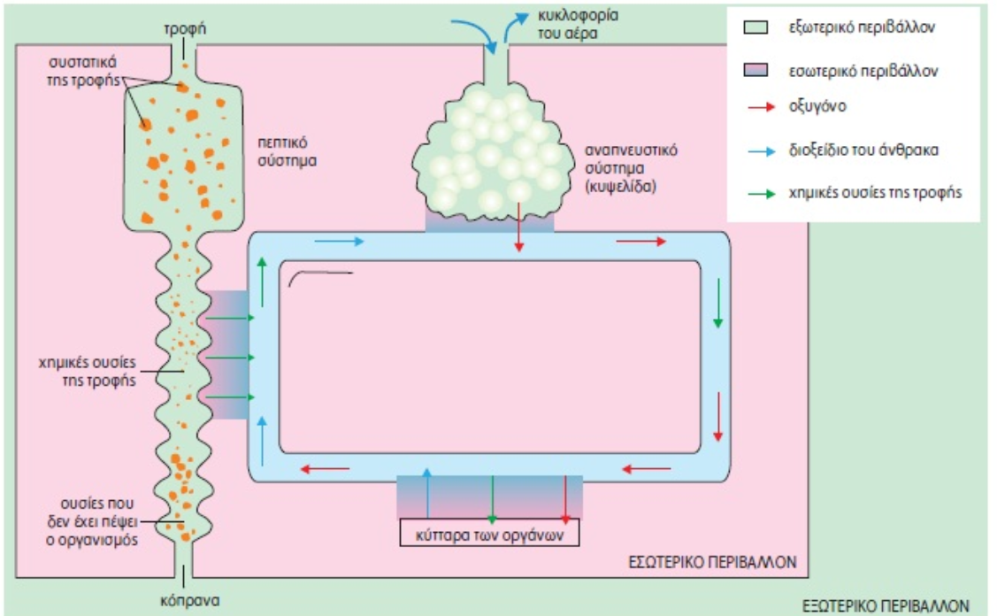 τροφή
κυκλοφορία
του αέρα
συστατικά
της τροφής
πεπτικό
σύστημα
αναπνευστικό
σύστημα
(κυψελίδα)
εξωτερικό περιβάλλον
εσωτερικό περιβάλλον
οξυγόνο
διοξείδιο του άνθρακα
χημικές ουσίες της τροφής
χημικές ουσίες
της τροφής
ουσίες που
δεν έχει πέψει
ο οργανισμός
κύτταρα των οργάνων
κόπρανα
ΕΣΩΤΕΡΙΚΟ ΠΕΡΙΒΑΛΛΟΝ
ΕΞΩΤΕΡΙΚΟ ΠΕΡΙΒΑΛΛΟΝ